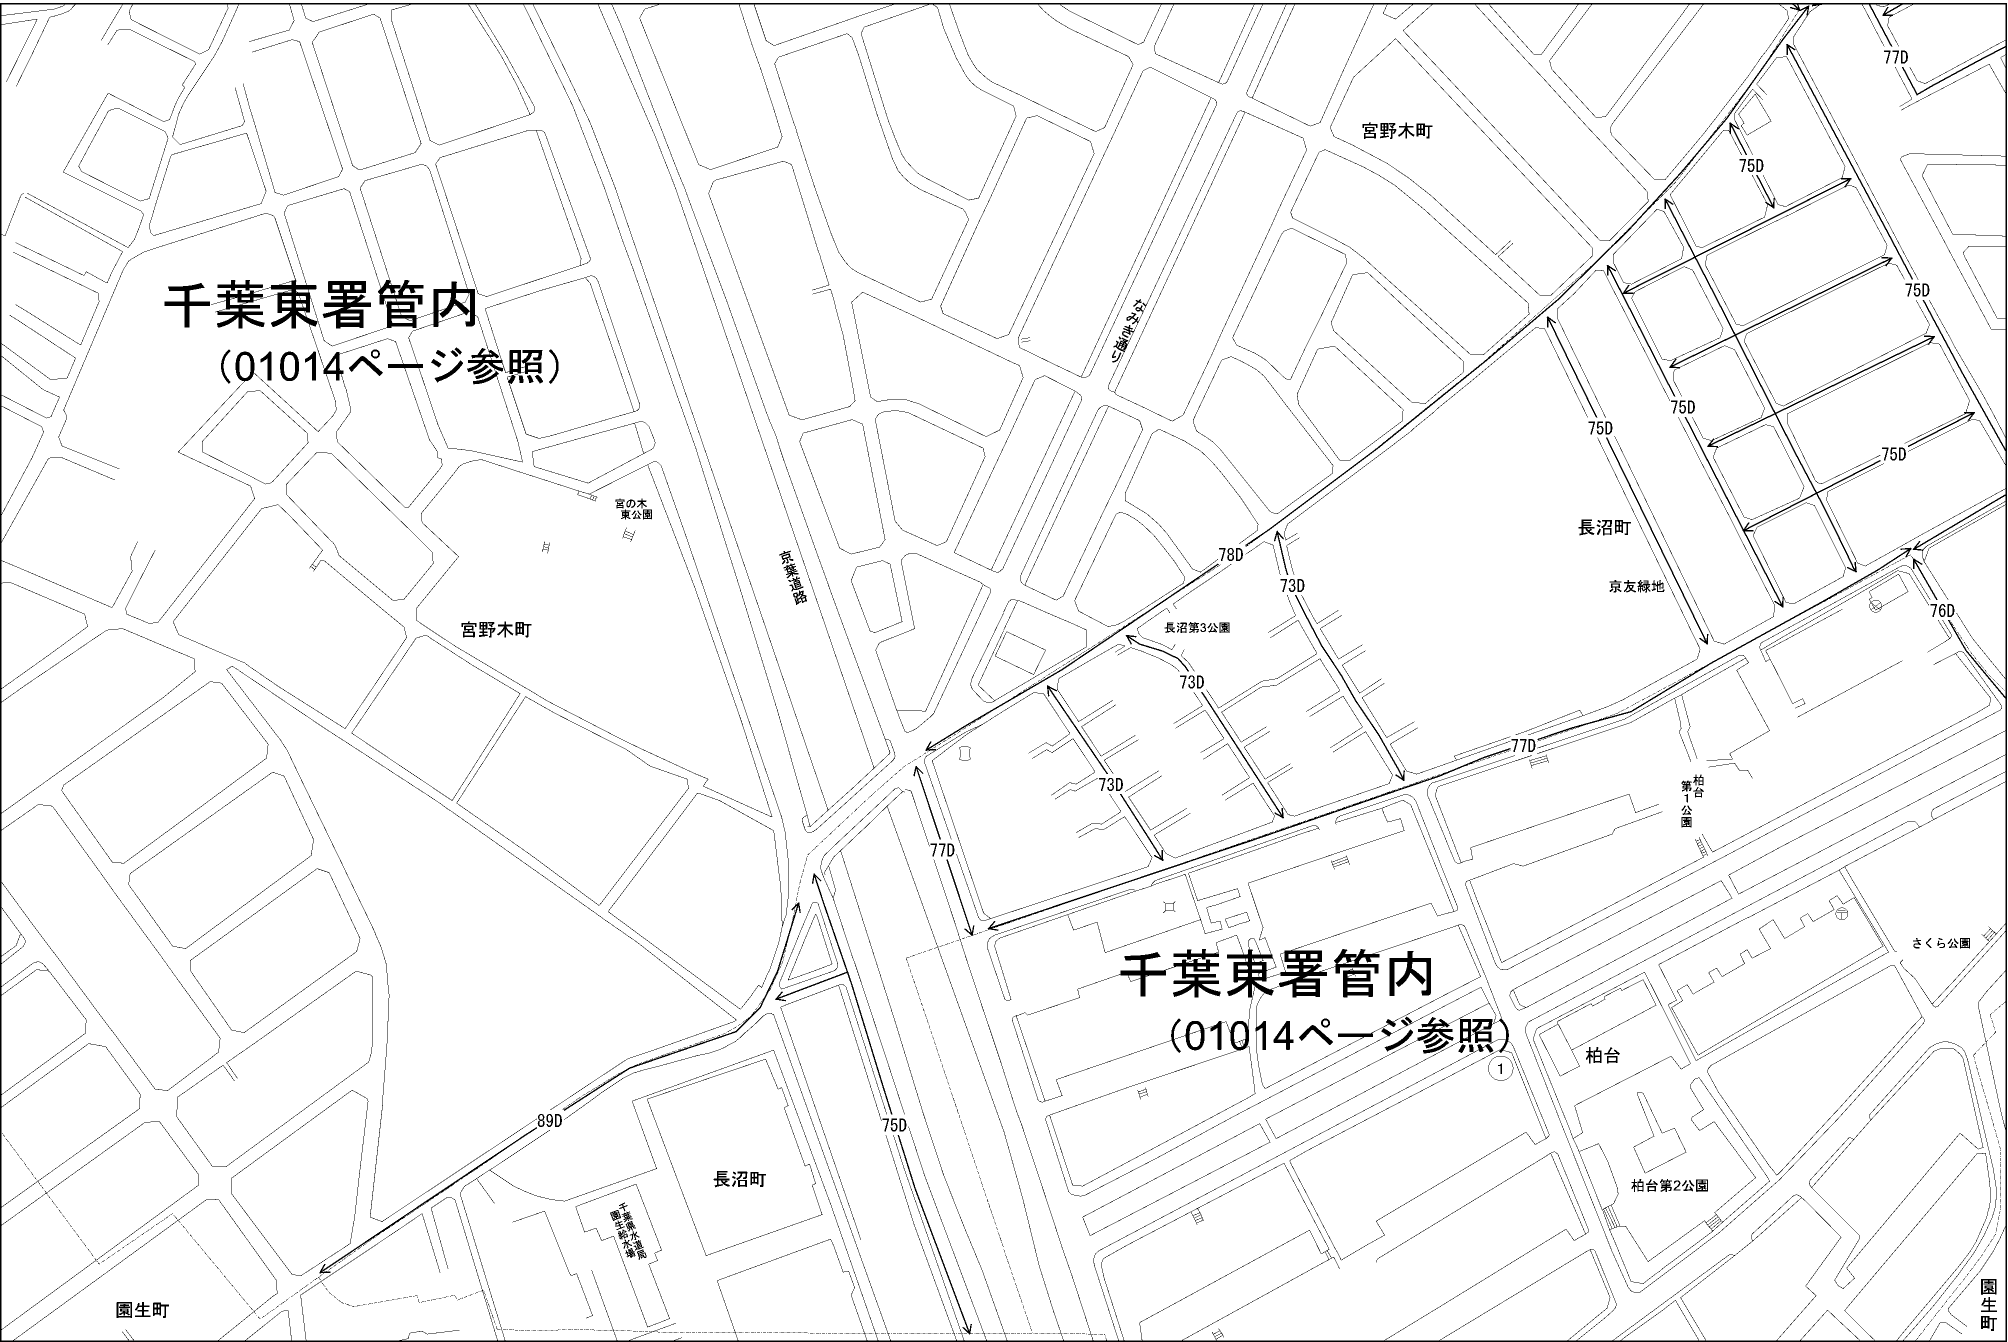 77D
宮野木町
75D
千葉東署管内
(01014ページ参照)
75D
なみき通り
75D
75D
75D
宮の木
東公園
長沼町
京葉道路
78D
73D
京友緑地
76D
宮野木町
長沼第3公園
73D
77D
73D
柏台
第1公園
77D
さくら公園
千葉東署管内
(01014ページ参照)
柏台
1
89D
75D
長沼町
柏台第2公園
千葉県水道局
園生給水場
園生町
園生町